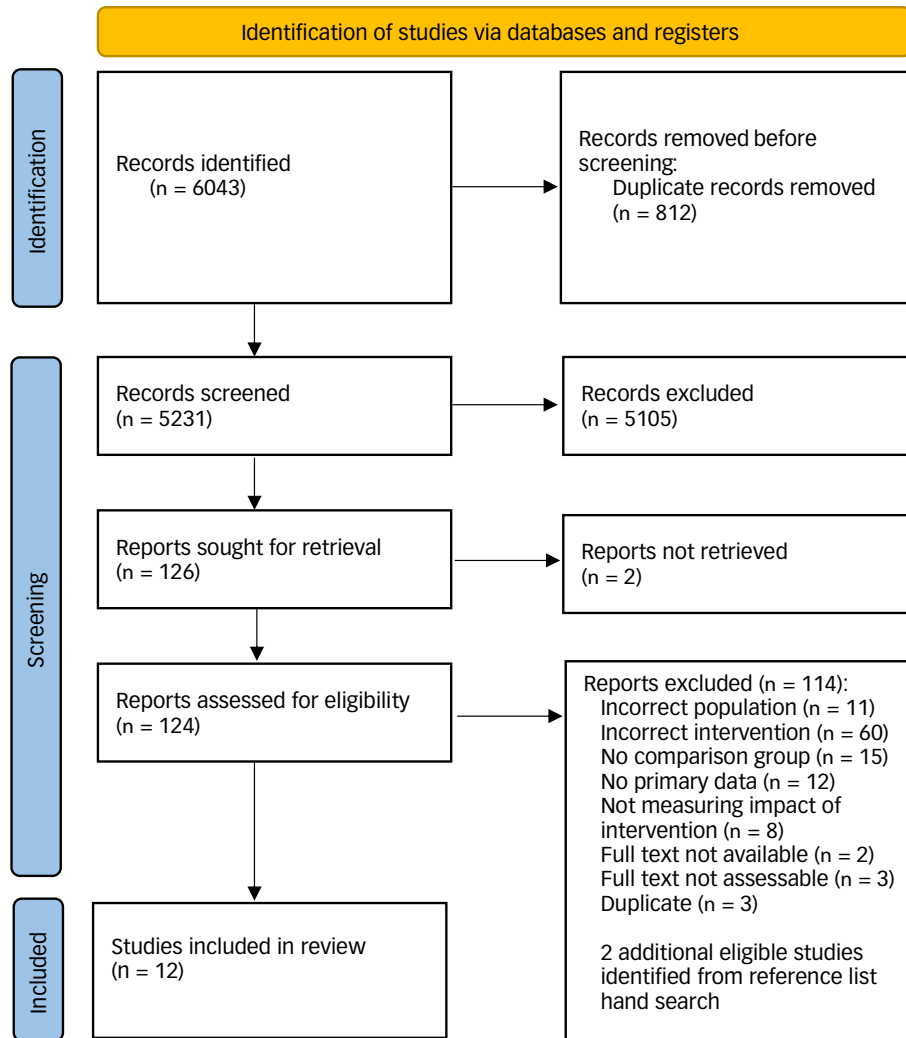 Identification of studies via databases and registers
Identification
Records identified
(n = 6043)
Records removed before
screening:
Duplicate records removed
(n = 812)
Screening
Records screened
(n = 5231)
Records excluded
(n = 5105)
Reports sought for retrieval
(n = 126)
Reports not retrieved
(n = 2)
Reports assessed for eligibility
(n = 124)
Reports excluded (n = 114):
Incorrect population (n = 11)
Incorrect intervention (n = 60)
No comparison group (n = 15)
No primary data (n = 12)
Not measuring impact of
intervention (n = 8)
Full text not available (n = 2)
Full text not assessable (n = 3)
Duplicate (n = 3)
2 additional eligible studies
identified from reference list
hand search
Included
Studies included in review
(n = 12)